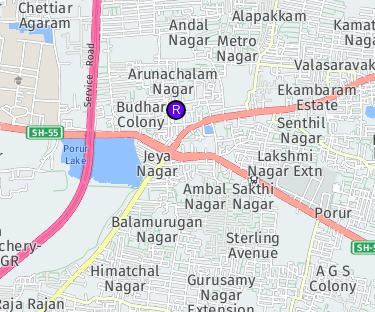 Chettiar
Agaram
Andal
Nagar
Alapakkam
Metro
Nagar
Kamat
Naga
Valasaravak
Arunachalam
Nagar
Service - Road
Budhar
Colony
R
Ekambaram
Estate
Senthil
Nagar
SH-55
Porur
Lake
Jeya
Nagar
Lakshmi
Nagar Extn
Ambal
Nagar
Sakthi
Nagar
Porur
Balamurugan
Nagar
Sterling
Avenue
SH-5
n
chery-
GR
Himatchal
Nagar
Gurusamy
Nagar
Extension
A G S
Colony
Raja Rajan